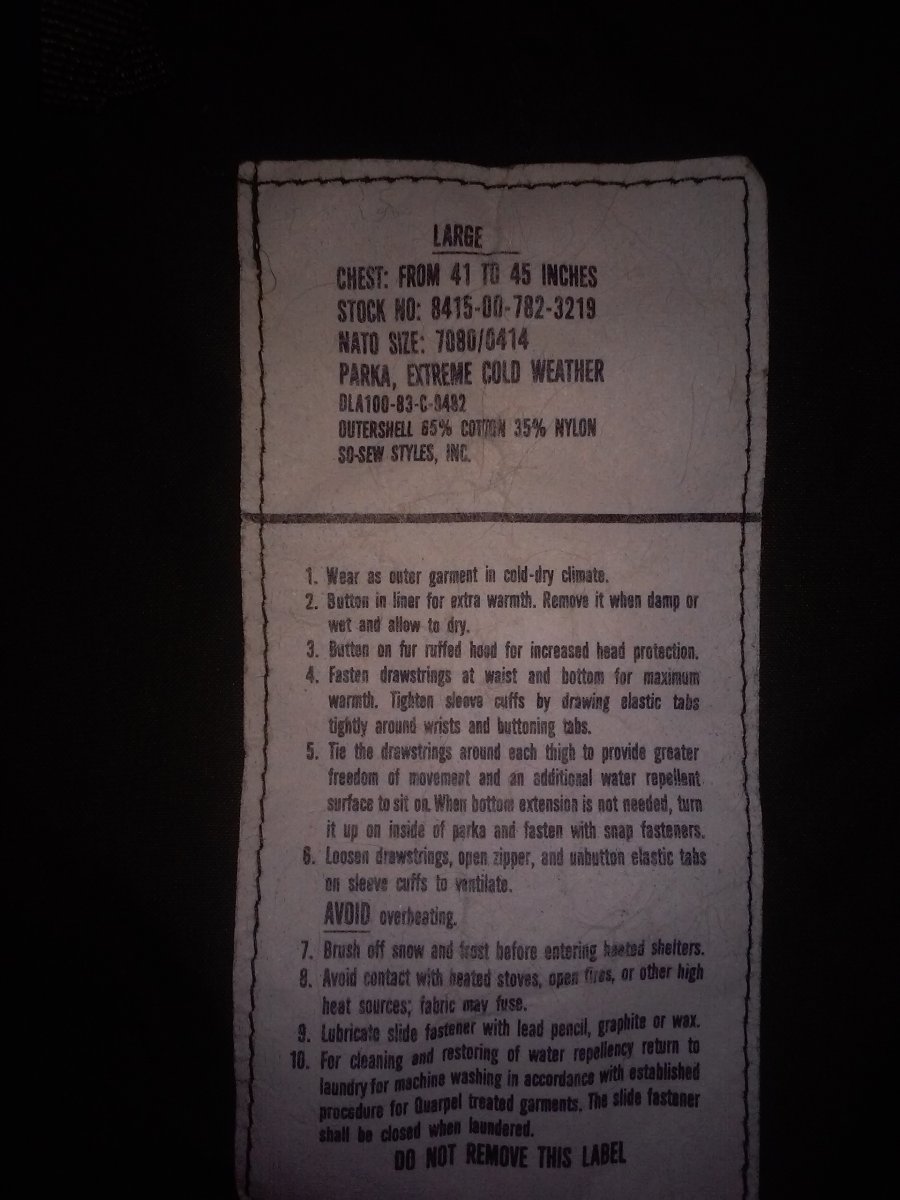 LARGE
CHEST: FROM 41 TO 45 INCHES
STOCK NO: 8415-00-782-3219
NATO SIZE: 7080/0414
PARKA, EXTREME COLD WEATHER
DLA100-83-C-0482
OUTERSHELL 65% COTTON 35% NYLON
SO-SEW STYLES, INC.
1. Wear as outer garment in cold-dry climate.
2. Button in liner for extra warmth. Remove it when damp or
wet and allow to dry.
3. Button on fur ruffed hood for increased head protection.
4. Fasten drawstrings at waist and bottom for maximum
warmth. Tighten sleeve cuffs by drawing elastic tabs
tightly around wrists and buttoning tabs.
5. Tie the drawstrings around each thigh to provide greater
freedom of movement and an additional water repellent
surface to sit on. When bottom extension is not needed, turn
it up on inside of parka and fasten with snap fasteners.
6. Loosen drawstrings, open zipper, and unbutton elastic tabs
on sleeve cuffs to ventilate.
AVOID overheating.
7. Brush off snow and frost before entering heated shelters.
8. Avoid contact with heated stoves, open fires, or other high
heat sources; fabric may fuse.
9. Lubricate slide fastener with lead pencil, graphite or wax.
10. For cleaning and restoring of water repellency return to
laundry for machine washing in accordance with established
procedure for Quarpel treated garments. The slide fastener
shall be closed when laundered.
DO NOT REMOVE THIS LABEL